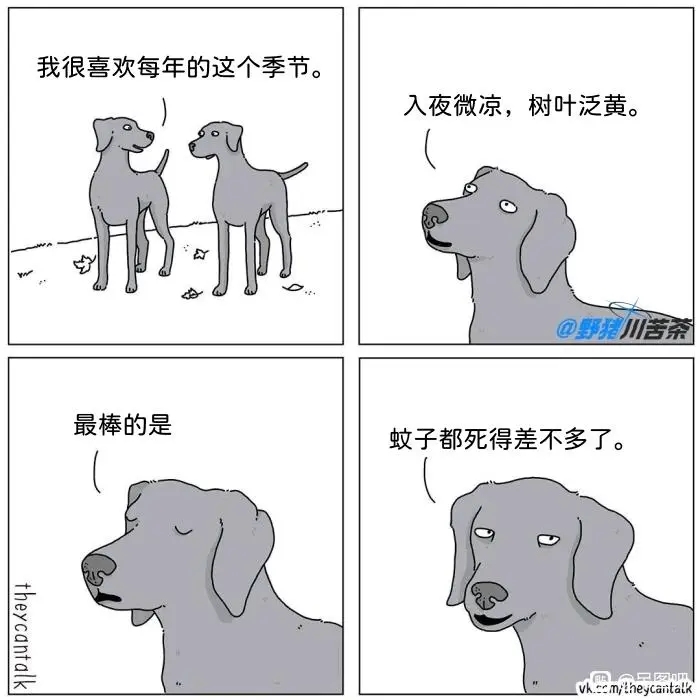 我很喜欢每年的这个季节。
入夜微凉，树叶泛黄。
@野猪川苦茶
最棒的是
蚊子都死得差不多了。
theycantalk
vk.com/theycantalk